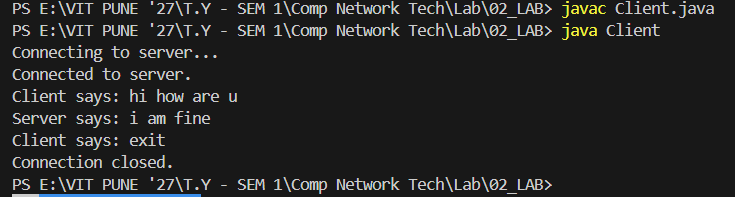 PS E:\VIT PUNE '27\T.Y - SEM 1\Comp Network Tech\Lab\02_LAB> javac Client.java
PS E:\VIT PUNE '27\T.Y - SEM 1\Comp Network Tech\Lab\02_LAB> java Client
Connecting to server...
Connected to server.
Client says: hi how are u
Server says: i am fine
Client says: exit
Connection closed.
PS E:\VIT PUNE '27\T.Y - SEM 1\Comp Network Tech\Lab\02_LAB>